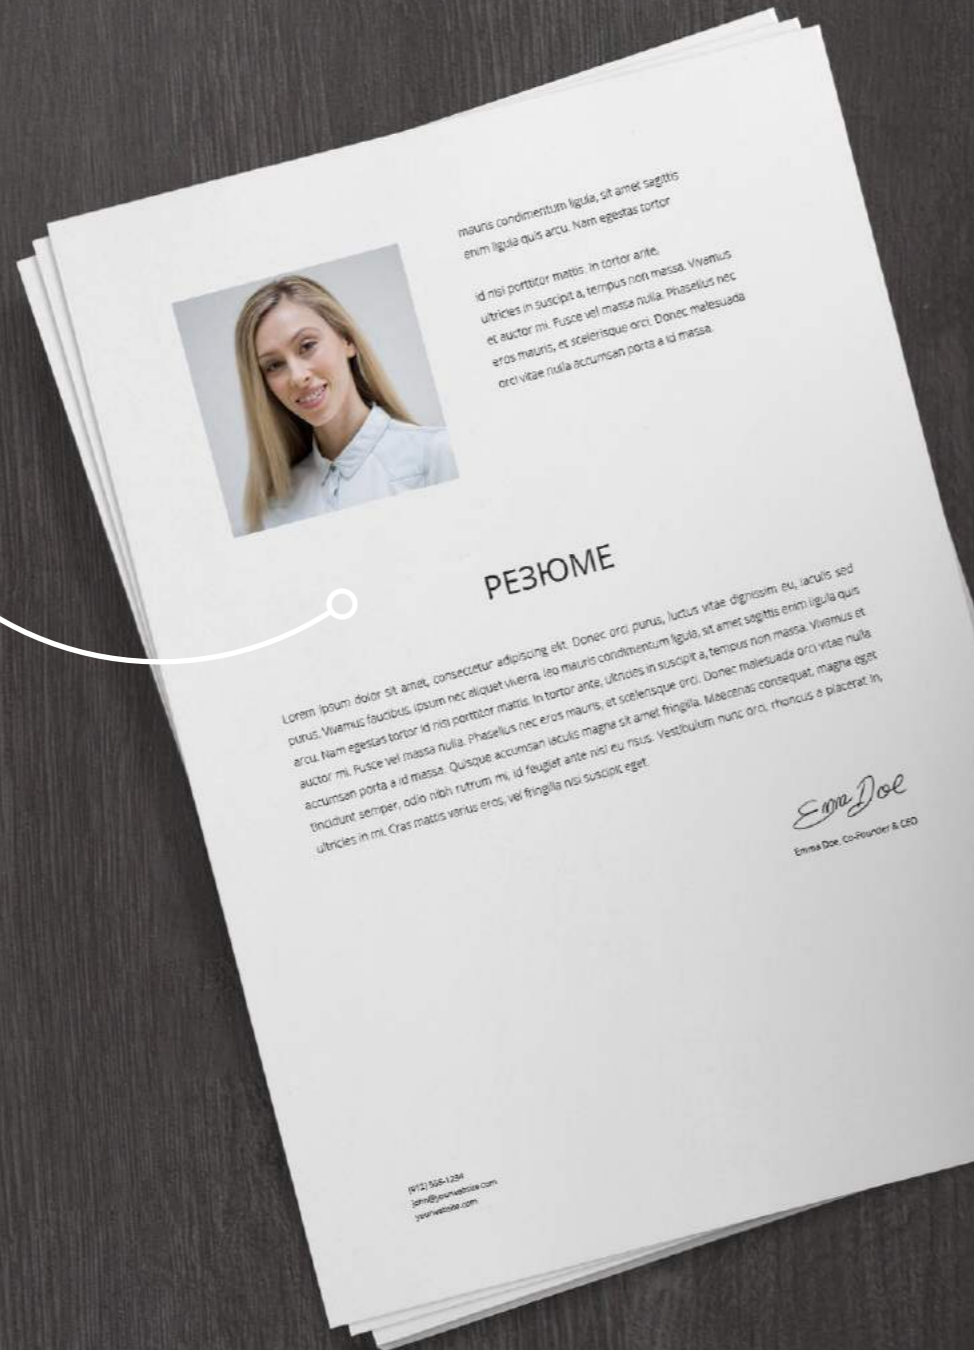 mauris condimentum ligula, sit amet sagittis
enim ligula quis arcu. Nam egestas tortor
id nisi porttitor mattis. In tortor ante,
ultricies in suscipit a, tempus non massa. Vivamus
et auctor mi. Fusce vel massa nulla. Phasellus nec
eros mauris, et scelerisque orci. Donec malesuada
orci vitae nulla accumsan porta a id massa.
РЕЗЮМЕ
Lorem ipsum dolor sit amet, consectetur adipiscing elit. Donec orci purus, luctus vitae dignissim eu, iaculis sed
purus. Vivamus faucibus, ipsum nec aliquet viverra, leo mauris condimentum ligula, sit amet sagittis enim ligula quis
arcu. Nam egestas tortor id nisi porttitor mattis. In tortor ante, ultricies in suscipit a, tempus non massa. Vivamus et
auctor mi. Fusce vel massa nulla. Phasellus nec eros mauris, et scelerisque orci. Donec malesuada orci vitae nulla
accumsan porta a id massa. Quisque accumsan iaculis magna sit amet fringilla. Maecenas consequat, magna eget
tincidunt semper, odio nibh rutrum mi, id feugiat ante nisl eu risus. Vestibulum nunc orci, rhoncus a placerat in,
ultricies in mi. Cras mattis varius eros, vel fringilla nisi suscipit eget.
Emma Doe
Emma Doe, Co-Founder & CEO
john@yourwebsite.com
yourwebsite.com